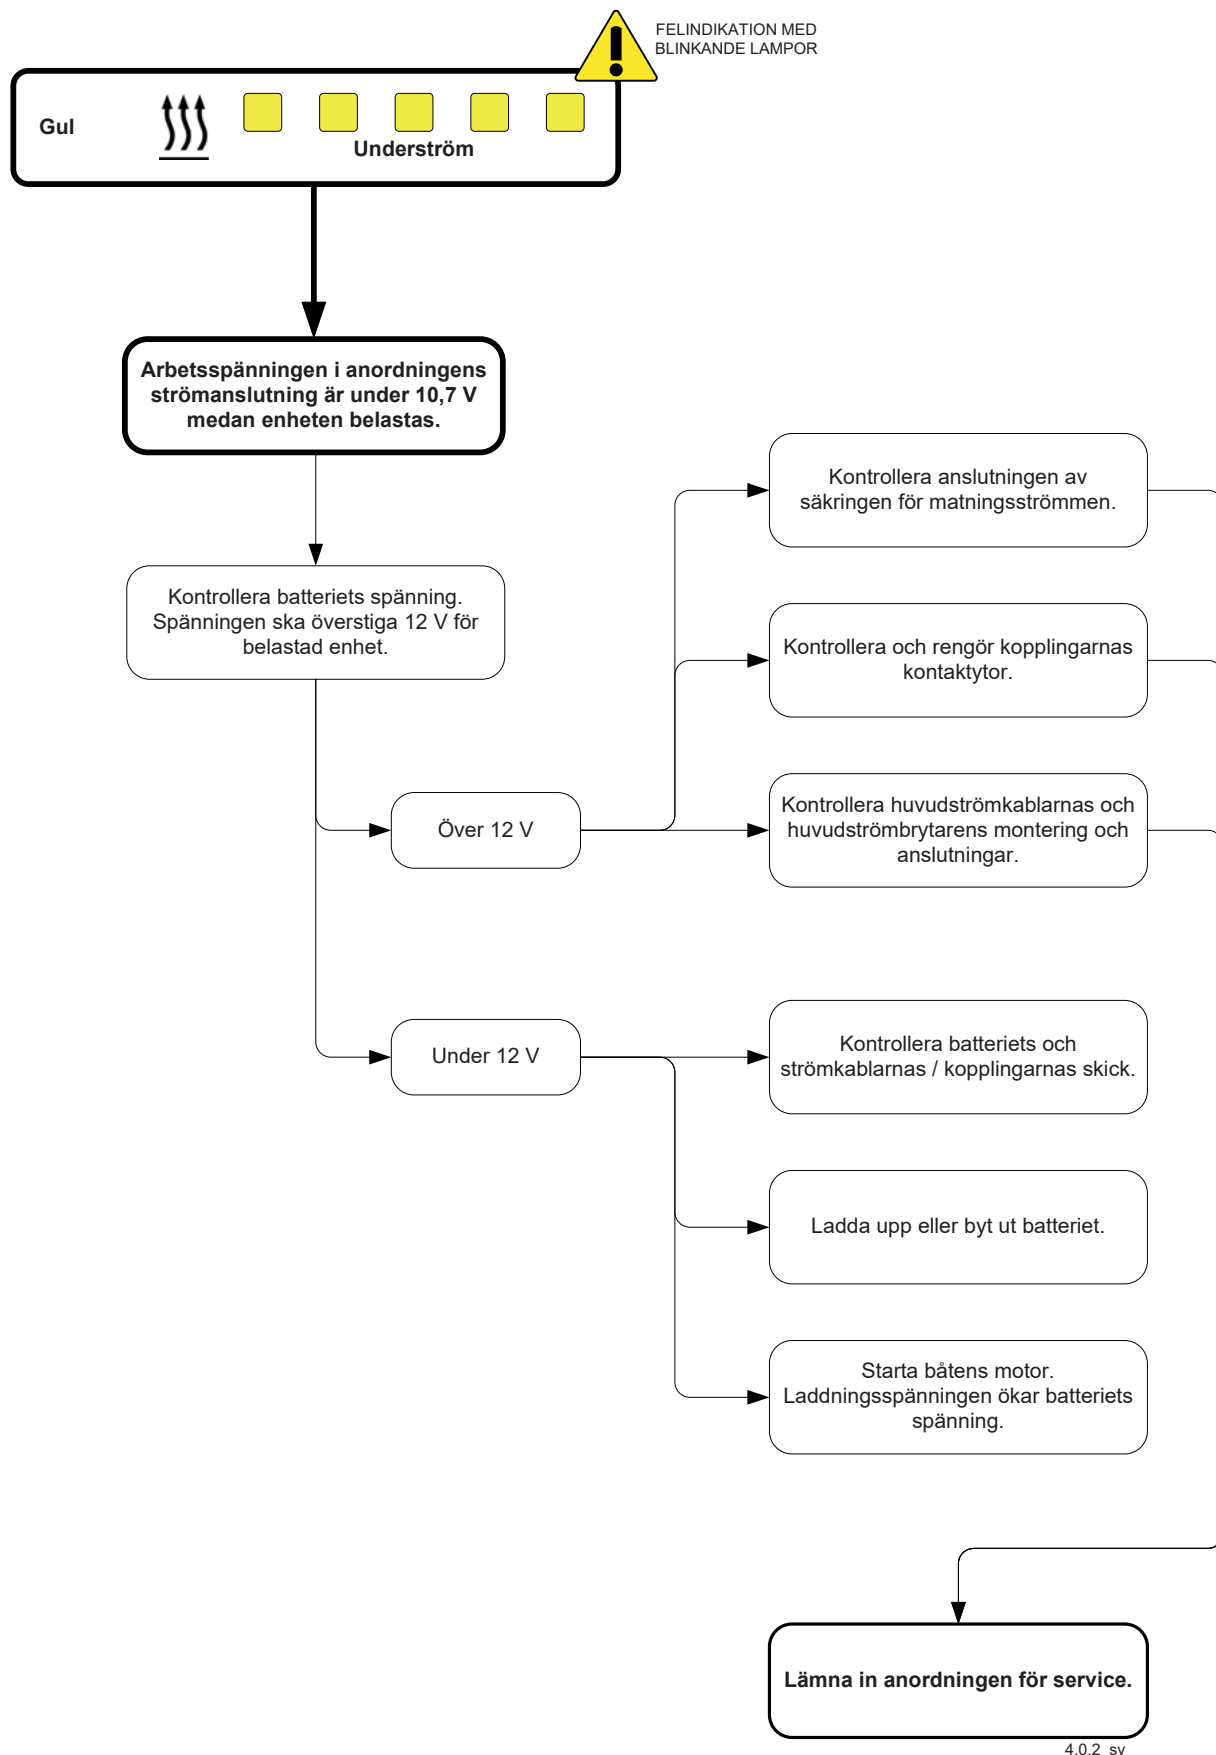 FELINDIKATION MED
BLINKANDE LAMPOR
Gul
Underström
Arbetsspänningen i anordningens
strömanslutning är under 10,7 V
medan enheten belastas.
Kontrollera anslutningen av
säkringen för matningsströmmen.
Kontrollera batteriets spänning.
Spänningen ska överstiga 12 V för
belastad enhet.
Kontrollera och rengör kopplingarnas
kontaktytor.
Över 12 V
Kontrollera huvudströmkablarnas och
huvudströmbrytarens montering och
anslutningar.
Under 12 V
Kontrollera batteriets och
strömkablarnas / kopplingarnas skick.
Ladda upp eller byt ut batteriet.
Starta båtens motor.
Laddningsspänningen ökar batteriets
spänning.
Lämna in anordningen för service.
4.0.2_sv